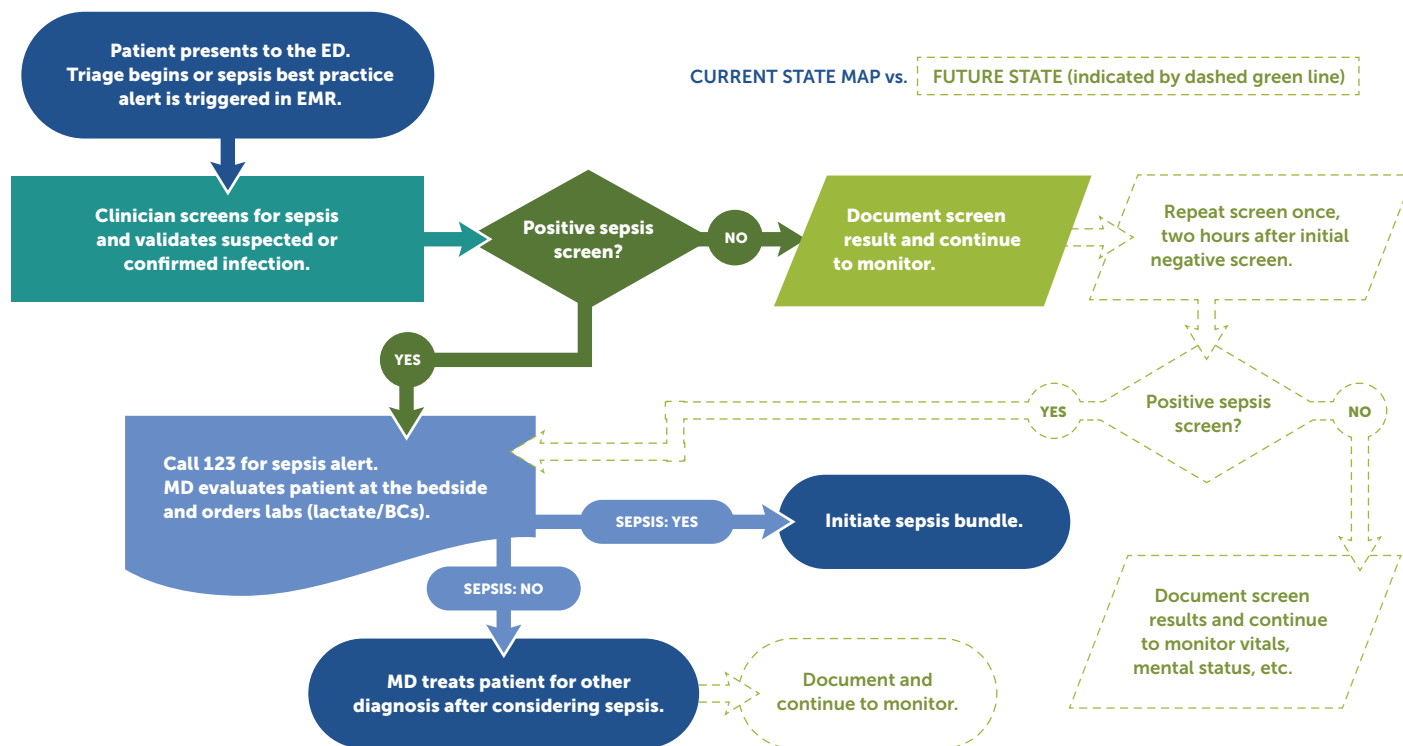 Patient presents to the ED.
Triage begins or sepsis best practice
alert is triggered in EMR.
CURRENT STATE MAP vs.
FUTURE STATE (indicated by dashed green line)
Clinician screens for sepsis
and validates suspected or
confirmed infection.
Positive sepsis
screen?
NO
Document screen
result and continue
to monitor.
Repeat screen once,
two hours after initial
negative screen.
YES
YES
Positive sepsis
screen?
NO
Call 123 for sepsis alert.
MD evaluates patient at the bedside
and orders labs (lactate/BCs).
SEPSIS: YES
Initiate sepsis bundle.
SEPSIS: NO
Document screen
results and continue
to monitor vitals,
mental status, etc.
MD treats patient for other
diagnosis after considering sepsis.
Document and
continue to monitor.